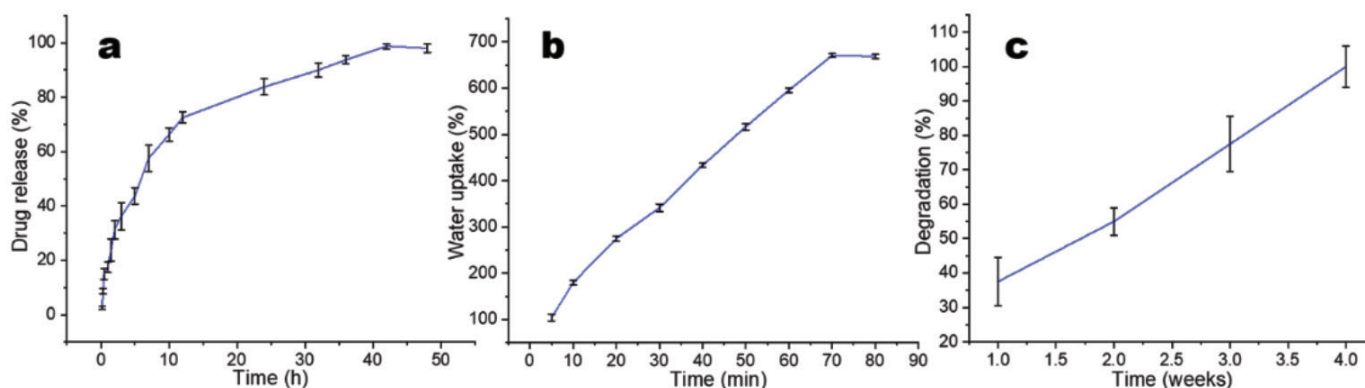 a
Drug release (%)
100
80
60
40
20
0
0 10 20 30 40 50
Time (h)
b
Water uptake (%)
700
600
500
400
300
200
100
0 10 20 30 40 50 60 70 80 90
Time (min)
c
Degradation (%)
110
100
90
80
70
60
50
40
30
20
1.0 1.5 2.0 2.5 3.0 3.5 4.0
Time (weeks)